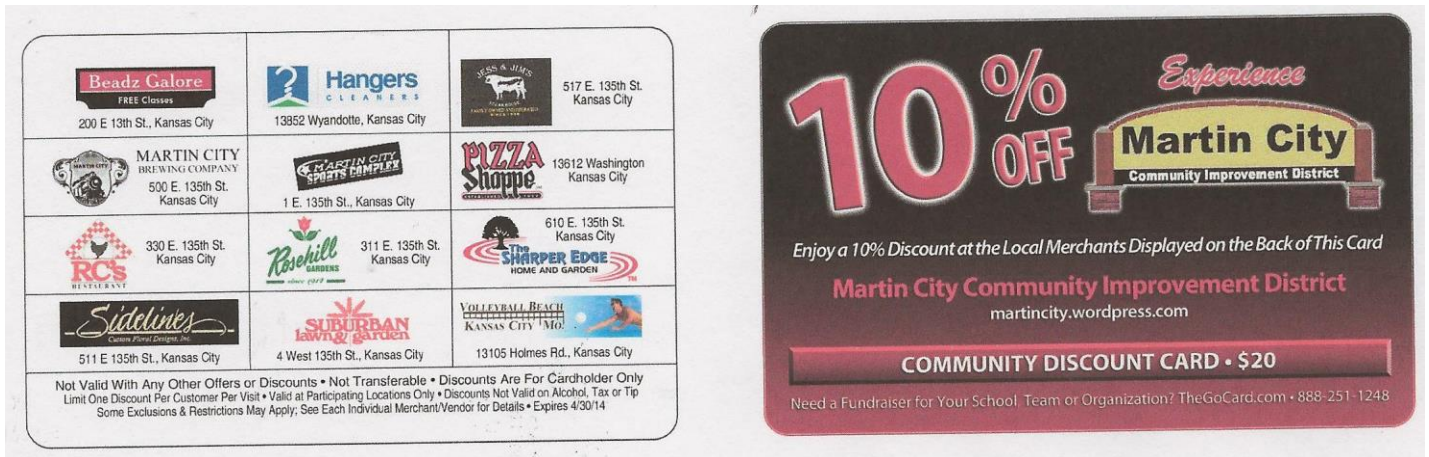 Beadz Galore
FREE Classes
200 E 13th St., Kansas City
Hangers
CLEANERS
13852 Wyandotte, Kansas City
JESS & JIM'S
517 E. 135th St.
Kansas City
MARTIN CITY
MARTIN CITY
BREWING COMPANY
500 E. 135th St.
Kansas City
MARTIN CITY
SPORTS COMPLEX
1 E. 135th St., Kansas City
PIZZA
Shoppe
13612 Washington
Kansas City
RC's
RESTAURANT
330 E. 135th St.
Kansas City
Rosehill
GARDENS
since 1914
311 E. 135th St.
Kansas City
610 E. 135th St.
Kansas City
The
SHARPER EDGE
HOME AND GARDEN
TM
Sidelines
Custom Floral Designs, Inc.
511 E 135th St., Kansas City
SUBURBAN
lawn & garden
4 West 135th St., Kansas City
VOLLEYBALL BEACH
KANSAS CITY MO.
13105 Holmes Rd., Kansas City
Not Valid With Any Other Offers or Discounts • Not Transferable • Discounts Are For Cardholder Only
Limit One Discount Per Customer Per Visit • Valid at Participating Locations Only • Discounts Not Valid on Alcohol, Tax or Tip
Some Exclusions & Restrictions May Apply; See Each Individual Merchant/Vendor for Details • Expires 4/30/14
10% OFF
Experience
Martin City
Community Improvement District
Enjoy a 10% Discount at the Local Merchants Displayed on the Back of This Card
Martin City Community Improvement District
martincity.wordpress.com
COMMUNITY DISCOUNT CARD • $20
Need a Fundraiser for Your School Team or Organization? TheGoCard.com • 888-251-1248